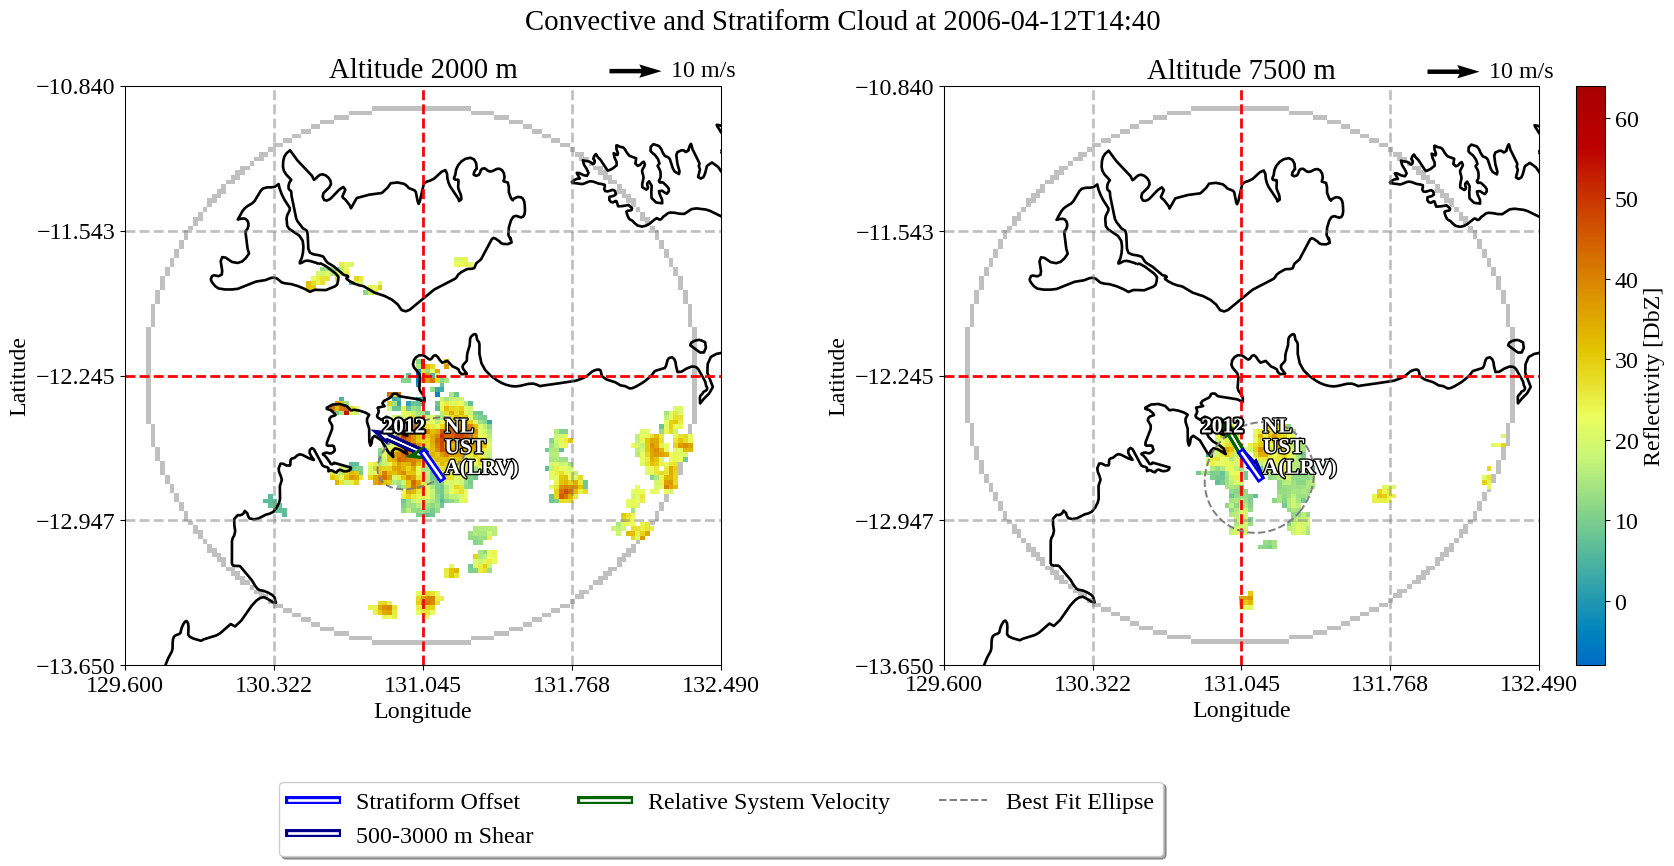 Convective and Stratiform Cloud at 2006-04-12T14:40
Altitude 2000 m
10 m/s
Altitude 7500 m
10 m/s
−10.840
−11.543
−12.245
−12.947
−13.650
Latitude
2012
NL
UST
A(LRV)
129.600
130.322
131.045
131.768
132.490
Longitude
−10.840
−11.543
−12.245
−12.947
−13.650
Latitude
2012
NL
UST
A(LRV)
129.600
130.322
131.045
131.768
132.490
Longitude
60
50
40
30
20
10
0
Reflectivity [DbZ]
Stratiform Offset
500-3000 m Shear
Relative System Velocity
Best Fit Ellipse